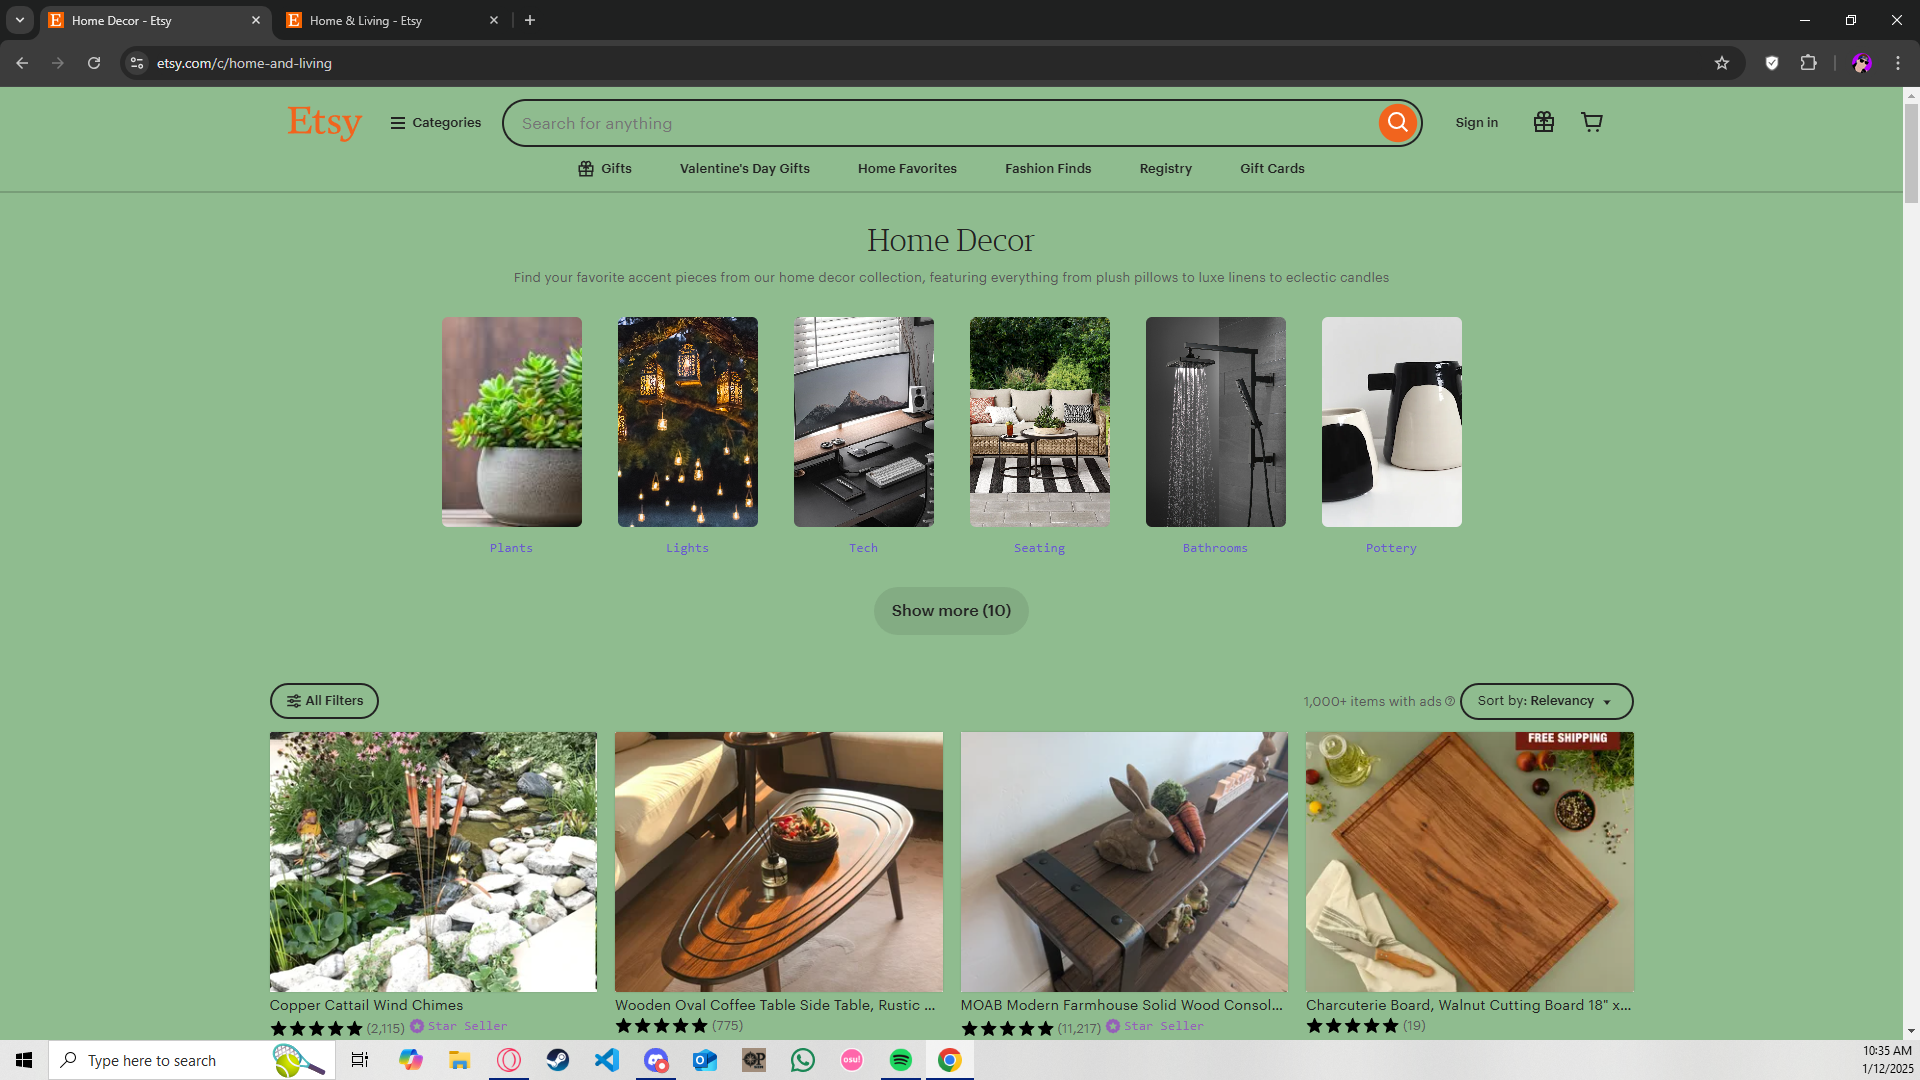 Home Decor - Etsy
Home & Living - Etsy
etsy.com/c/home-and-living
Etsy
Categories
Search for anything
Sign in
Gifts
Valentine's Day Gifts
Home Favorites
Fashion Finds
Registry
Gift Cards
Home Decor
Find your favorite accent pieces from our home decor collection, featuring everything from plush pillows to luxe linens to eclectic candles
Plants
Lights
Tech
Seating
Bathrooms
Pottery
Show more (10)
All Filters
1,000+ items with ads
Sort by: Relevancy
FREE SHIPPING
Copper Cattail Wind Chimes
(2,115) Star Seller
Wooden Oval Coffee Table Side Table, Rustic ...
(775)
MOAB Modern Farmhouse Solid Wood Consol...
(11,217) Star Seller
Charcuterie Board, Walnut Cutting Board 18" x...
(19)
Type here to search
osu!
10:35 AM
1/12/2025